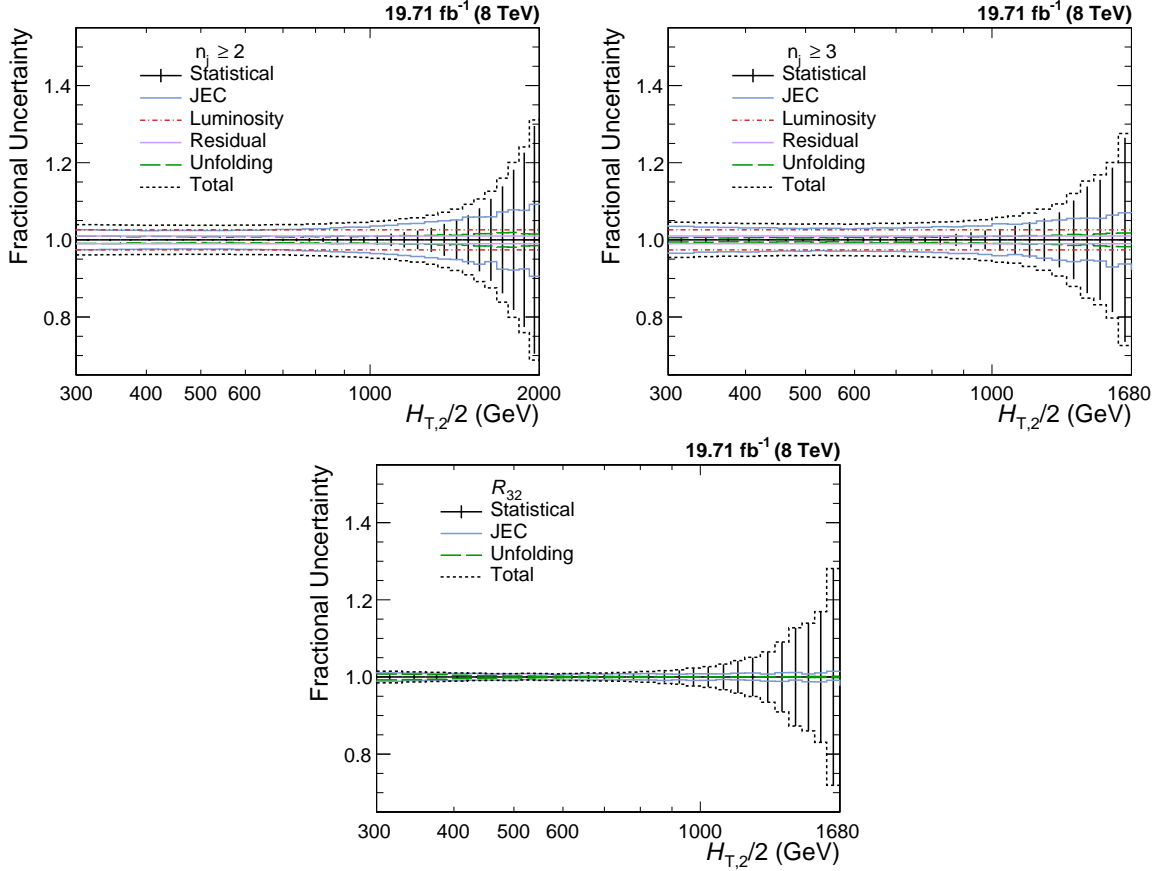 19.71 fb⁻¹ (8 TeV)
Fractional Uncertainty
n_j ≥ 2
Statistical
JEC
Luminosity
Residual
Unfolding
Total
1.4
1.2
1.0
0.8
300 400 500 600 1000 2000
H_T,2/2 (GeV)
19.71 fb⁻¹ (8 TeV)
Fractional Uncertainty
n_j ≥ 3
Statistical
JEC
Luminosity
Residual
Unfolding
Total
1.4
1.2
1.0
0.8
300 400 500 600 1000 1680
H_T,2/2 (GeV)
19.71 fb⁻¹ (8 TeV)
Fractional Uncertainty
R_32
Statistical
JEC
Unfolding
Total
1.4
1.2
1.0
0.8
300 400 500 600 1000 1680
H_T,2/2 (GeV)